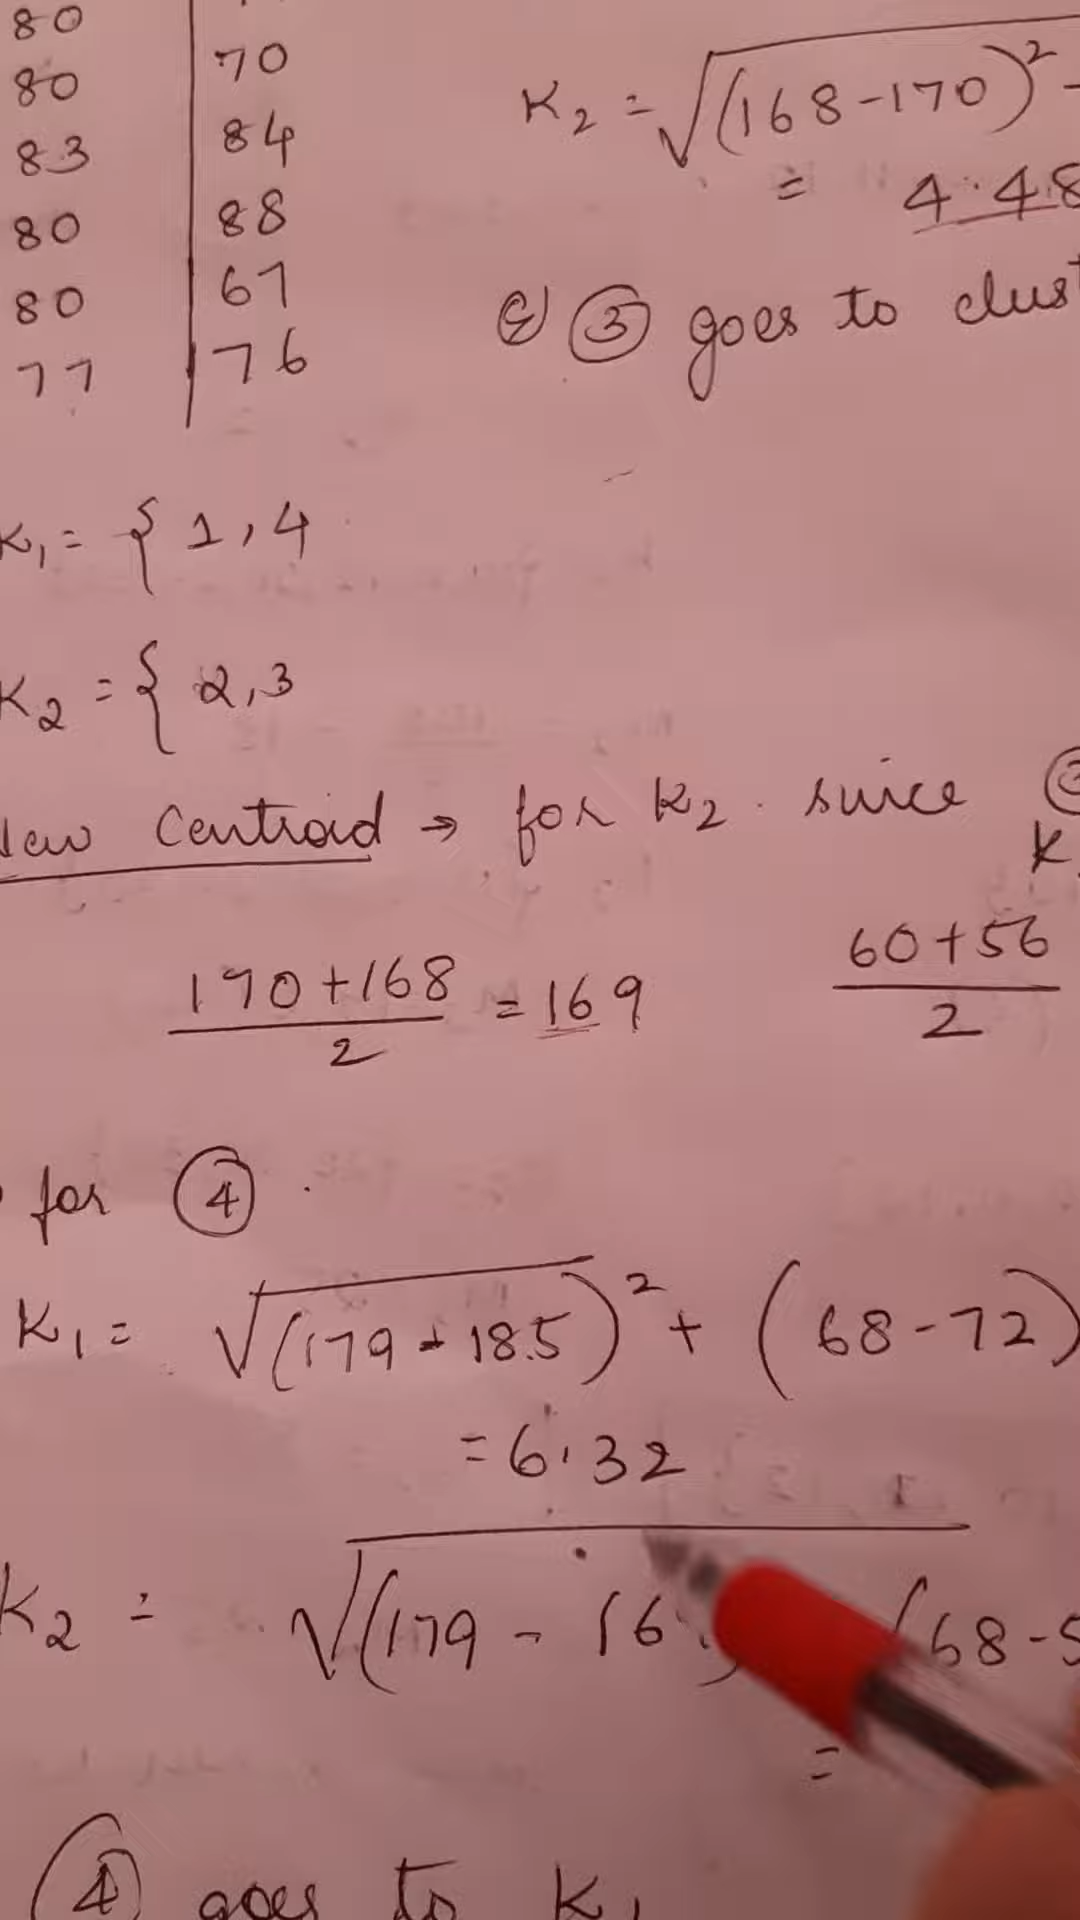 80
80 70
83 84
80 88
80 67
77 76
K2 = √(168-170)²
= 4.48
③ goes to clust
K1 = { 1, 4
K2 = { 2, 3
New Centroid → for K2. since
K
170+168 / 2 = 169
60+56 / 2
for ④.
K1 = √(179-185)² + (68-72)
= 6.32
K2 = √(179 - 16 (68-5
=
④ goes to K1